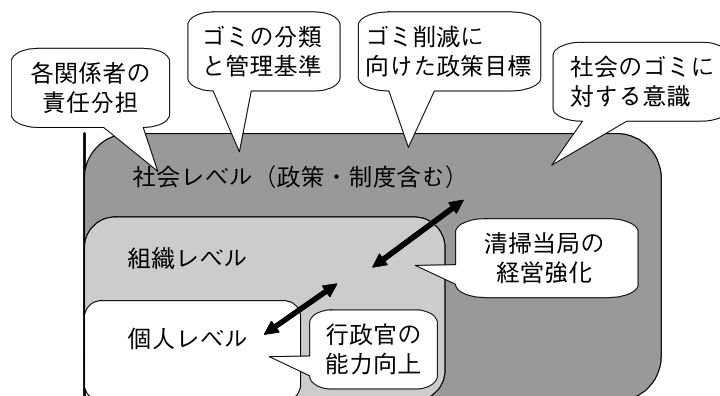 各関係者の
責任分担
ゴミの分類
と管理基準
ゴミ削減に
向けた政策目標
社会のゴミに
対する意識
社会レベル（政策・制度含む）
組織レベル
清掃当局の
経営強化
個人レベル
行政官の
能力向上